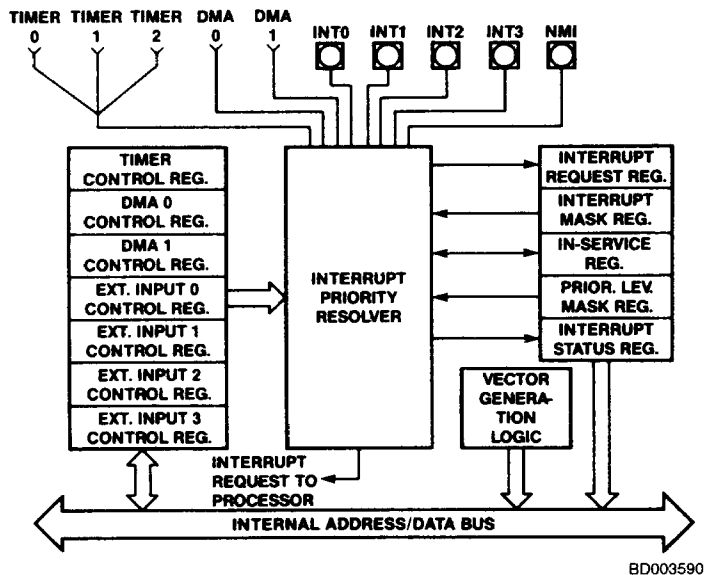 TIMER TIMER TIMER DMA DMA
0 1 2 0 1
INT0 INT1 INT2 INT3 NMI
TIMER
CONTROL REG.
DMA 0
CONTROL REG.
DMA 1
CONTROL REG.
EXT. INPUT 0
CONTROL REG.
EXT. INPUT 1
CONTROL REG.
EXT. INPUT 2
CONTROL REG.
EXT. INPUT 3
CONTROL REG.
INTERRUPT
PRIORITY
RESOLVER
INTERRUPT
REQUEST REG.
INTERRUPT
MASK REG.
IN-SERVICE
REG.
PRIOR. LEV.
MASK REG.
INTERRUPT
STATUS REG.
VECTOR
GENERA-
TION
LOGIC
INTERRUPT
REQUEST TO
PROCESSOR
INTERNAL ADDRESS/DATA BUS
BD003590